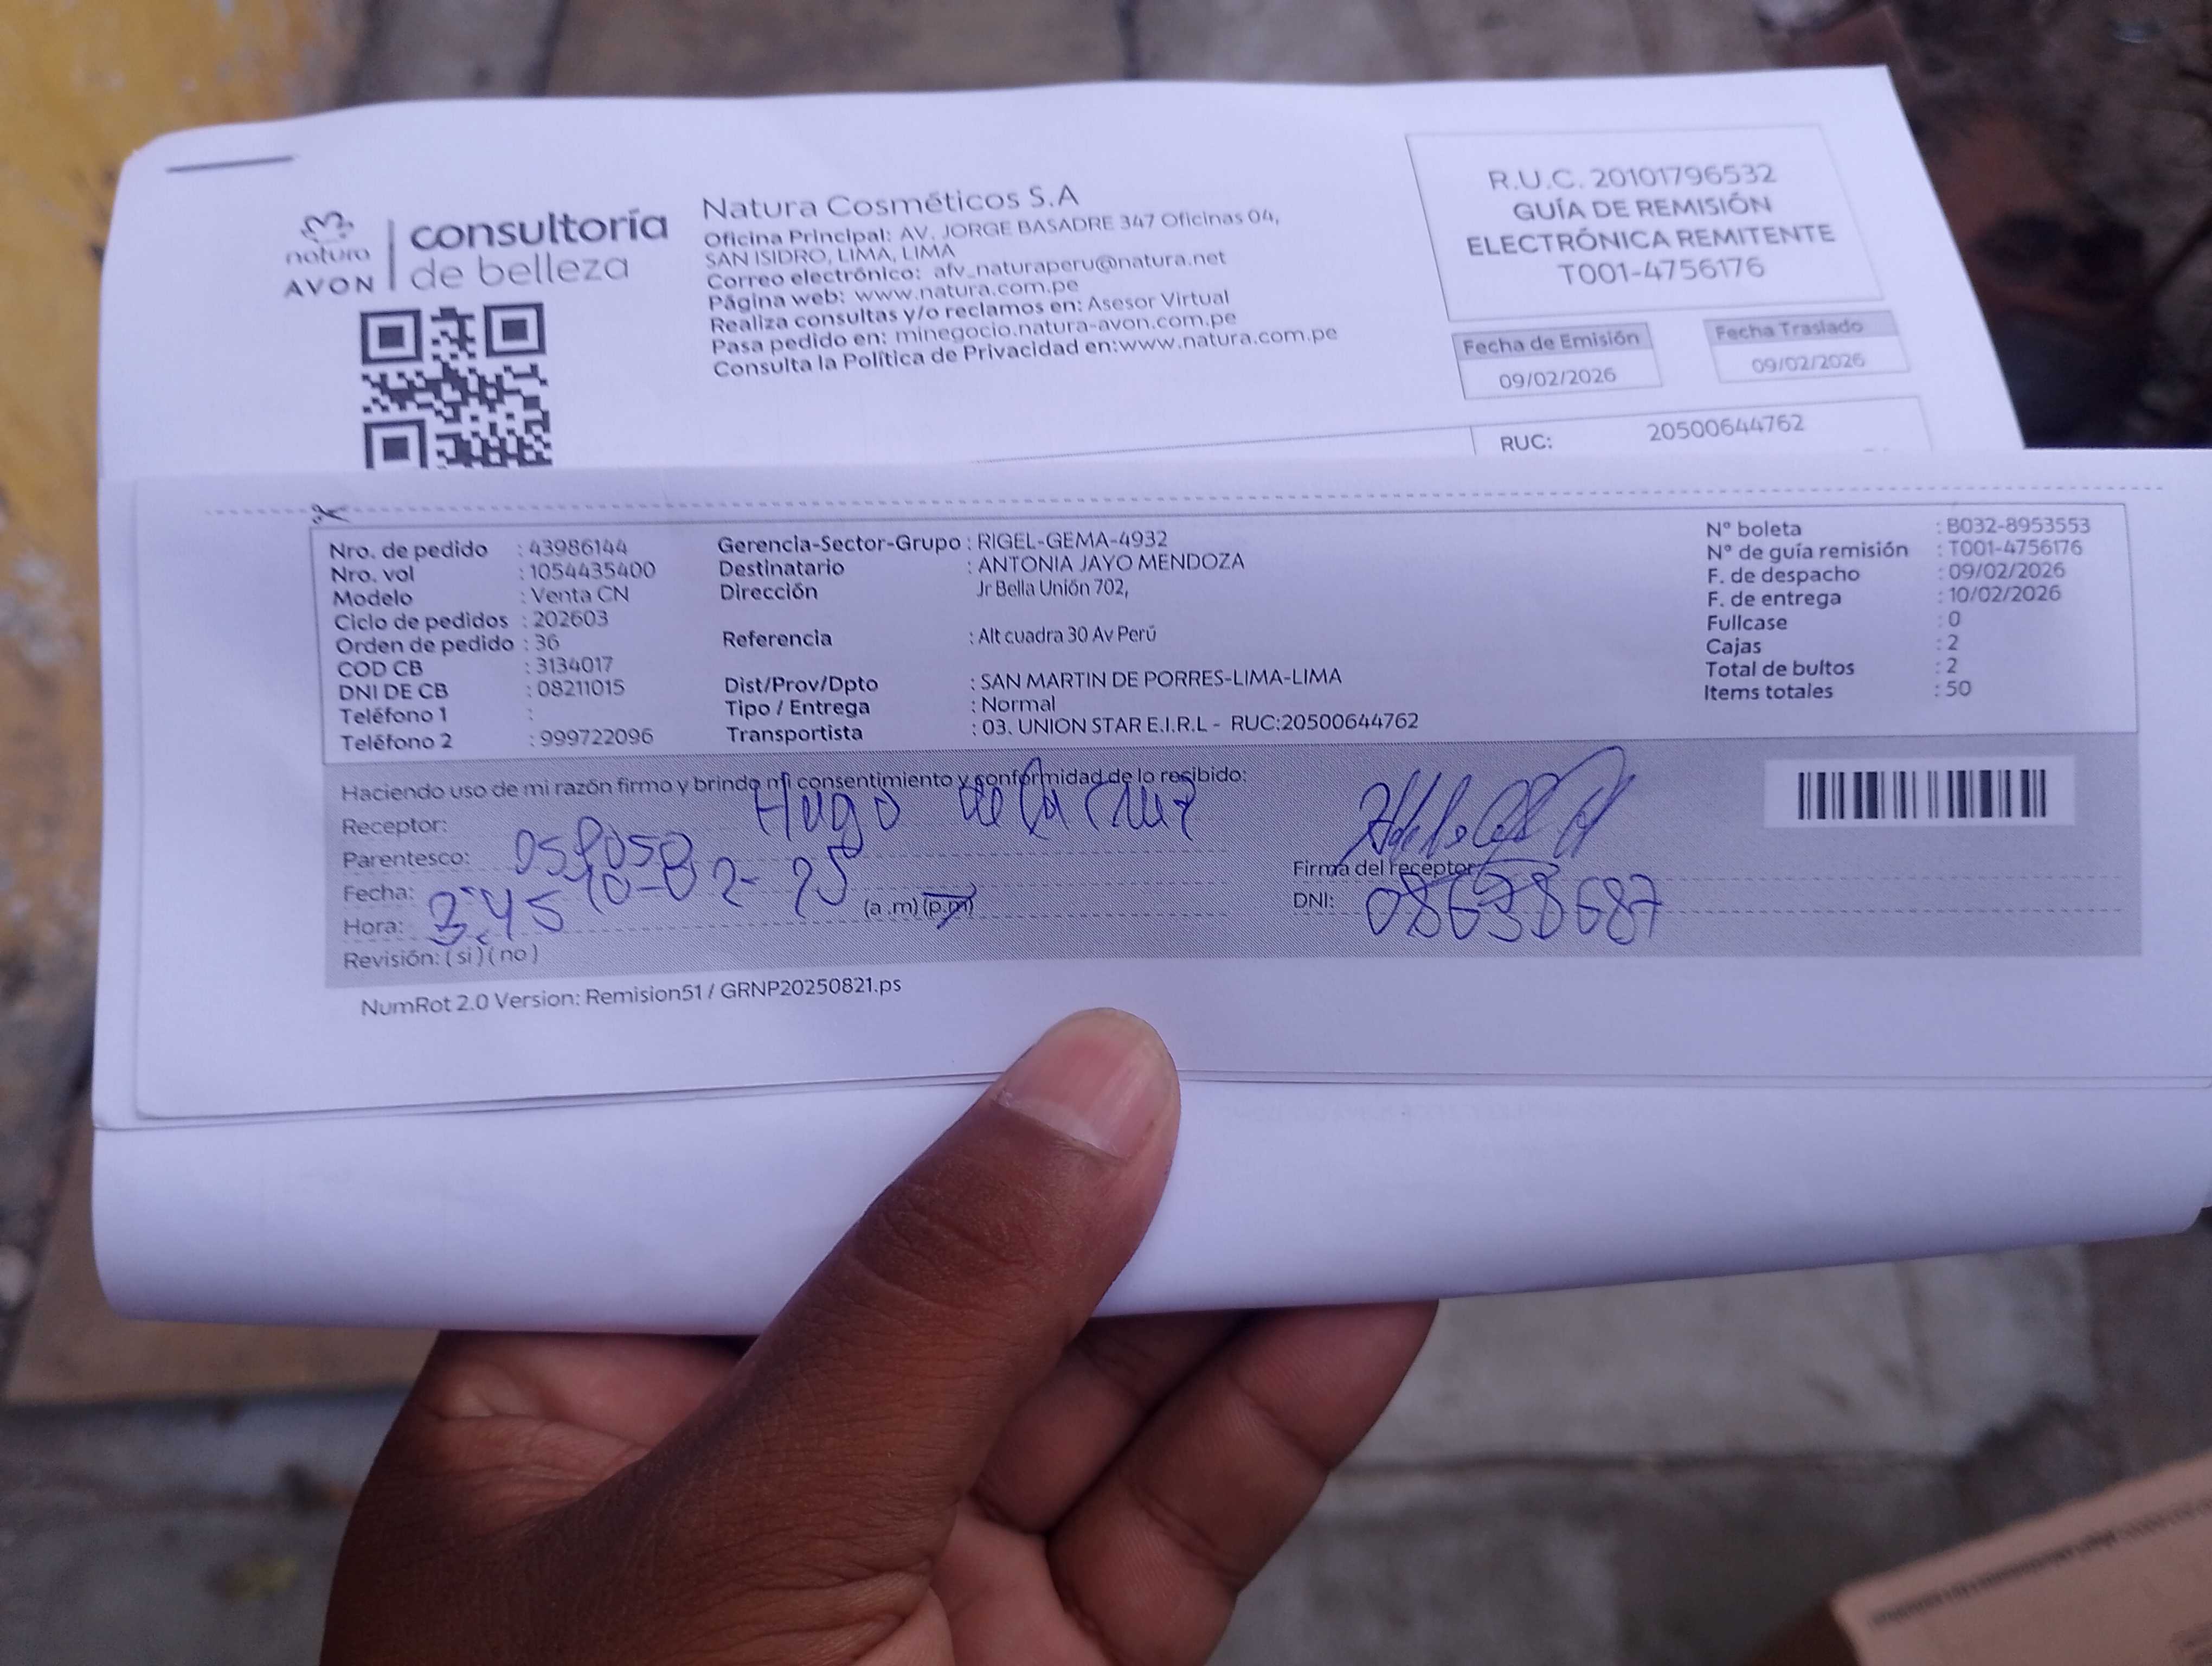 natura
AVON
consultoría
de belleza
Natura Cosméticos S.A
Oficina Principal: AV. JORGE BASADRE 347 Oficinas 04,
SAN ISIDRO, LIMA, LIMA
Correo electrónico: afv_naturaperu@natura.net
Página web: www.natura.com.pe
Realiza consultas y/o reclamos en: Asesor Virtual
Pasa pedido en: minegocio.natura-avon.com.pe
Consulta la Política de Privacidad en:www.natura.com.pe
R.U.C. 20101796532
GUÍA DE REMISIÓN
ELECTRÓNICA REMITENTE
T001-4756176
Fecha de Emisión
09/02/2026
Fecha Traslado
09/02/2026
RUC: 20500644762
Nro. de pedido : 43986144
Nro. vol : 1054435400
Modelo : Venta CN
Ciclo de pedidos : 202603
Orden de pedido : 36
COD CB : 3134017
DNI DE CB : 08211015
Teléfono 1 :
Teléfono 2 : 999722096
Gerencia-Sector-Grupo : RIGEL-GEMA-4932
Destinatario : ANTONIA JAYO MENDOZA
Dirección Jr Bella Unión 702,
Referencia : Alt cuadra 30 Av Perú
Dist/Prov/Dpto : SAN MARTIN DE PORRES-LIMA-LIMA
Tipo / Entrega : Normal
Transportista : 03. UNION STAR E.I.R.L - RUC:20500644762
N° boleta : B032-8953553
N° de guía remisión : T001-4756176
F. de despacho : 09/02/2026
F. de entrega : 10/02/2026
Fullcase : 0
Cajas : 2
Total de bultos : 2
Items totales : 50
Haciendo uso de mi razón firmo y brindo mi consentimiento y conformidad de lo recibido:
Receptor: Hugo de la Cruz
Parentesco: osposo
Fecha: 10-02-25
Hora: 3:45 (a.m) (p.m)
Revisión: ( si ) ( no )
Firma del receptor
DNI: 08698687
NumRot 2.0 Version: Remision51 / GRNP20250821.ps